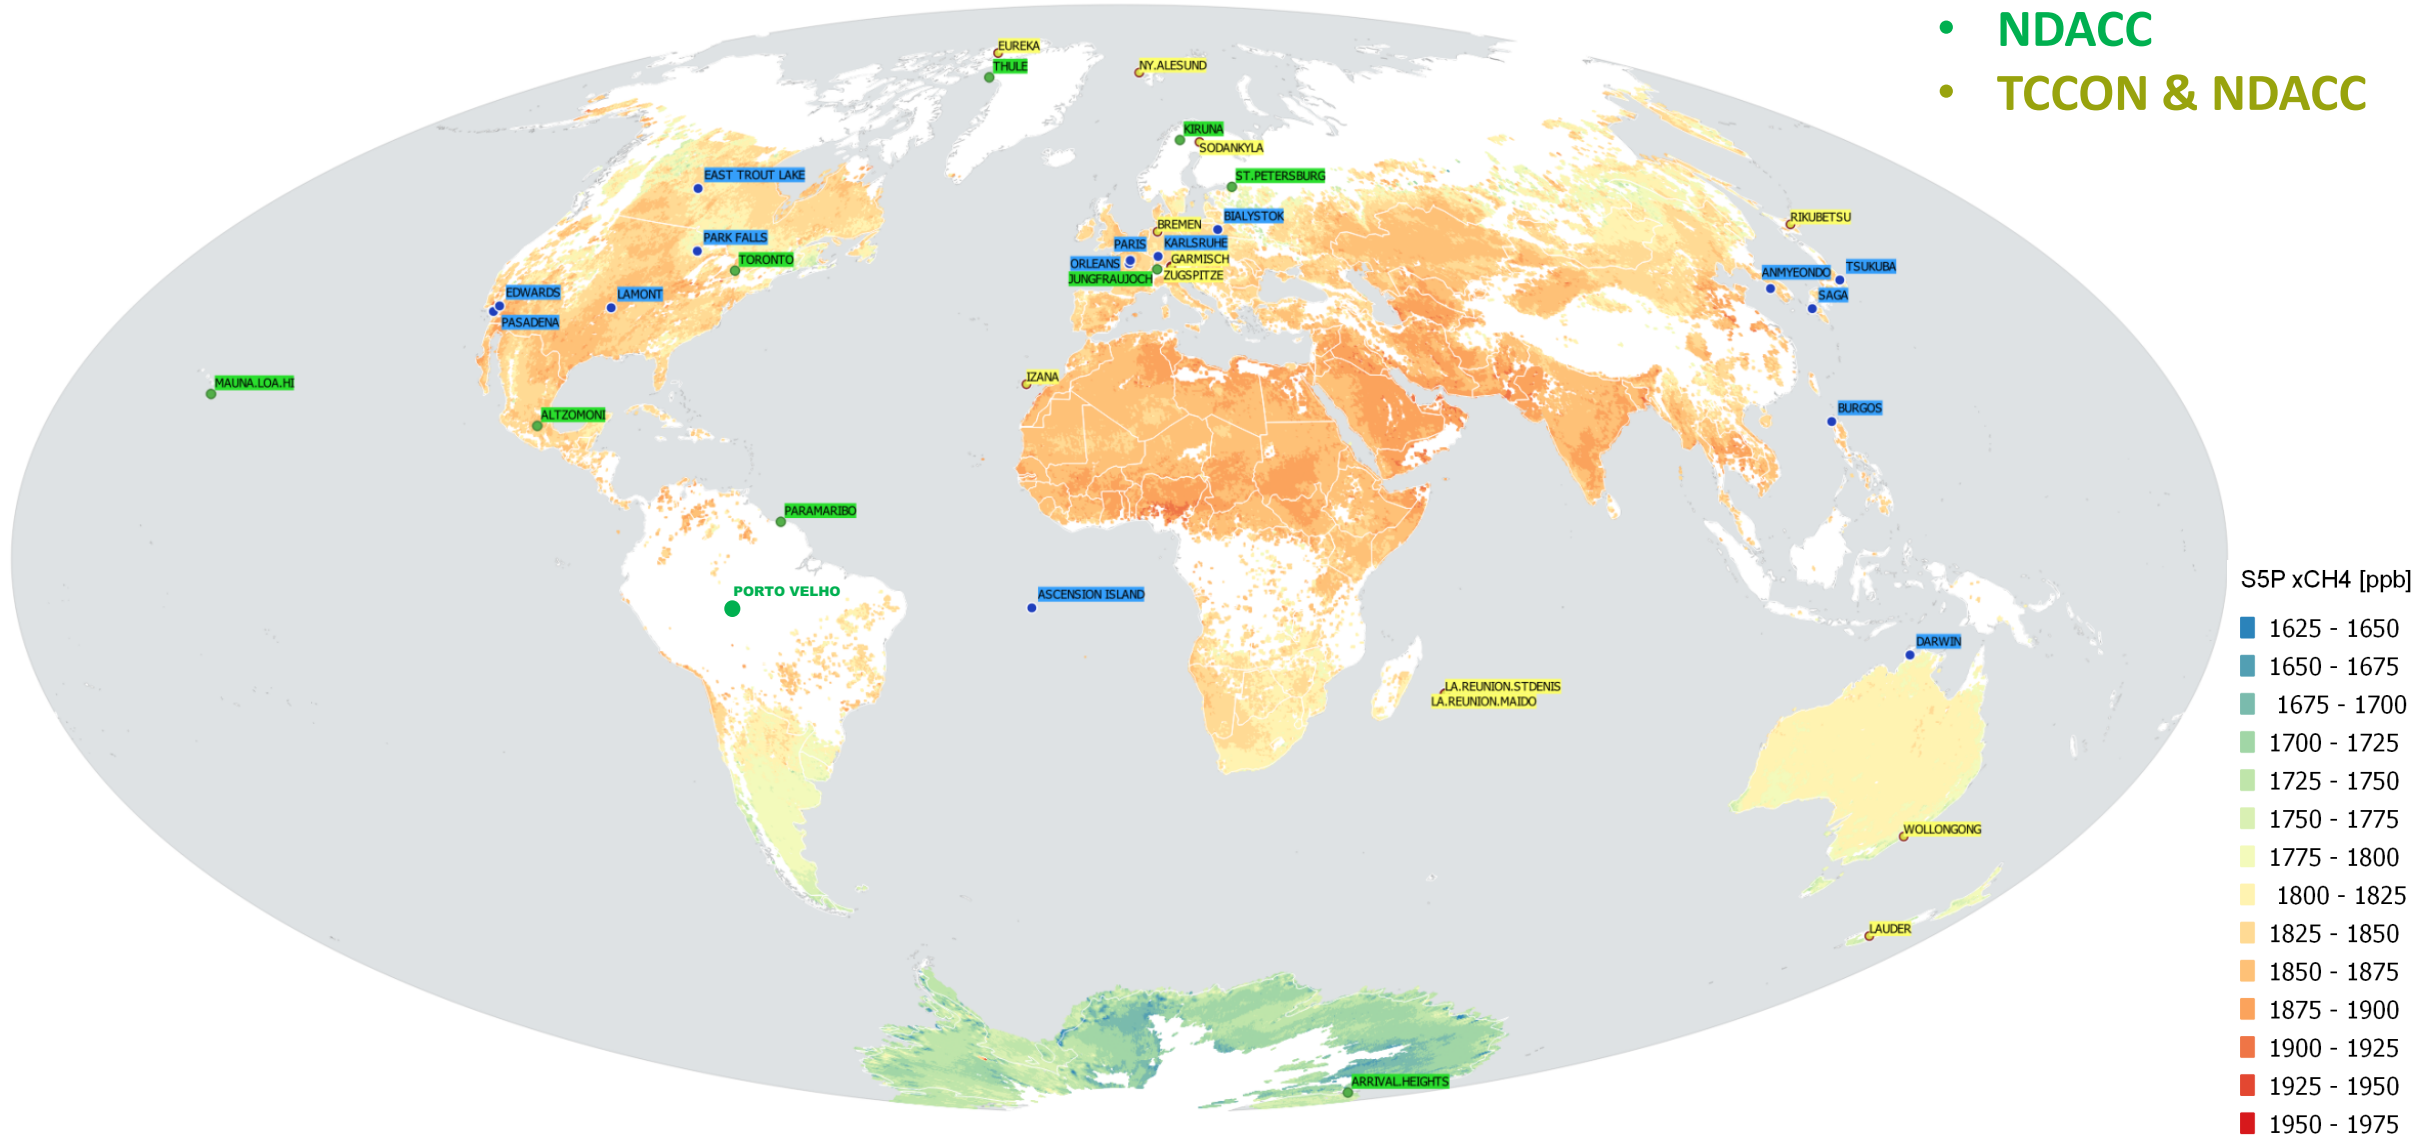 • NDACC
• TCCON & NDACC
EUREKA
THULE
NY.ALESUND
KIRUNA
SODANKYLA
ST.PETERSBURG
EAST TROUT LAKE
BREMEN
BIALYSTOK
RIKUBETSU
PARK FALLS
PARIS
KARLSRUHE
TORONTO
ORLEANS
GARMISCH
JUNGFRAUJOCH
ZUGSPITZE
ANMYEONDO
TSUKUBA
EDWARDS
LAMONT
SAGA
PASADENA
MAUNA.LOA.HI
IZANA
ALTZOMONI
BURGOS
PARAMARIBO
PORTO VELHO
ASCENSION ISLAND
DARWIN
LA.REUNION.STDENIS
LA.REUNION.MAIDO
WOLLONGONG
LAUDER
ARRIVAL.HEIGHTS
S5P xCH4 [ppb]
1625 - 1650
1650 - 1675
1675 - 1700
1700 - 1725
1725 - 1750
1750 - 1775
1775 - 1800
1800 - 1825
1825 - 1850
1850 - 1875
1875 - 1900
1900 - 1925
1925 - 1950
1950 - 1975